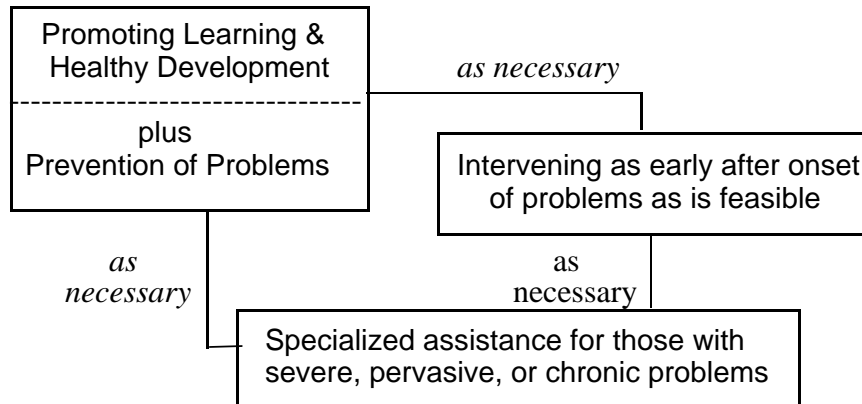 Promoting Learning &
Healthy Development
as necessary
plus
Prevention of Problems
Intervening as early after onset
of problems as is feasible
as
necessary
as
necessary
Specialized assistance for those with
severe, pervasive, or chronic problems